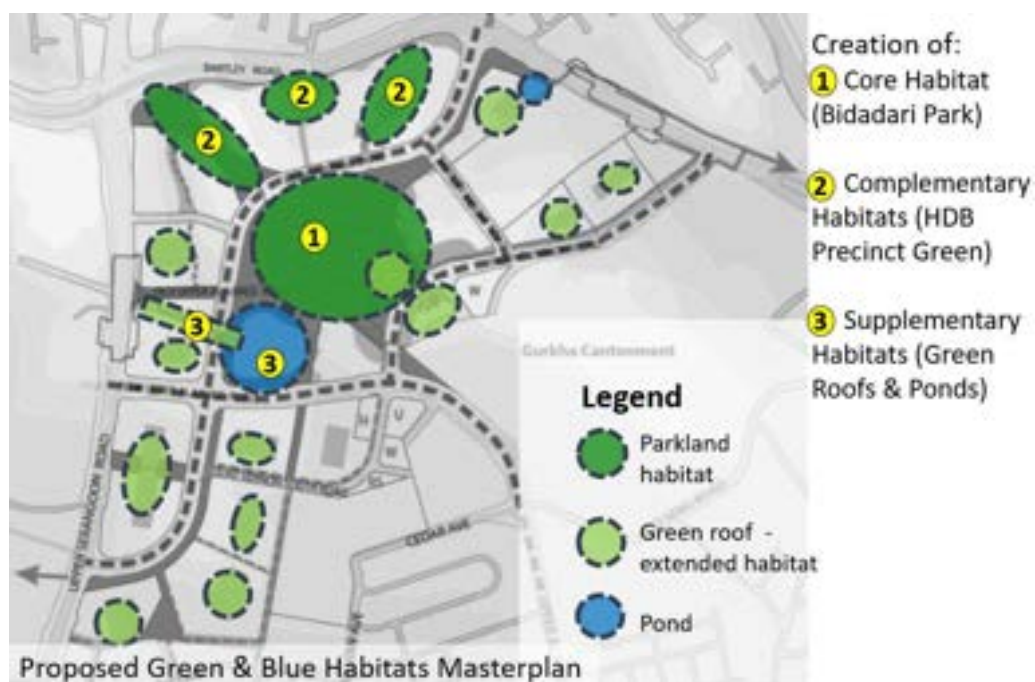 Creation of:
1 Core Habitat
(Bidadari Park)
2 Complementary
Habitats (HDB
Precinct Green)
3 Supplementary
Habitats (Green
Roofs & Ponds)
BARTLEY ROAD
2
2
2
1
3
3
W
Gurkha Cantonment
Legend
Parkland
habitat
Green roof -
extended habitat
Pond
U
W
UPPER SERANGOON ROAD
CEDAR AVE
Proposed Green & Blue Habitats Masterplan